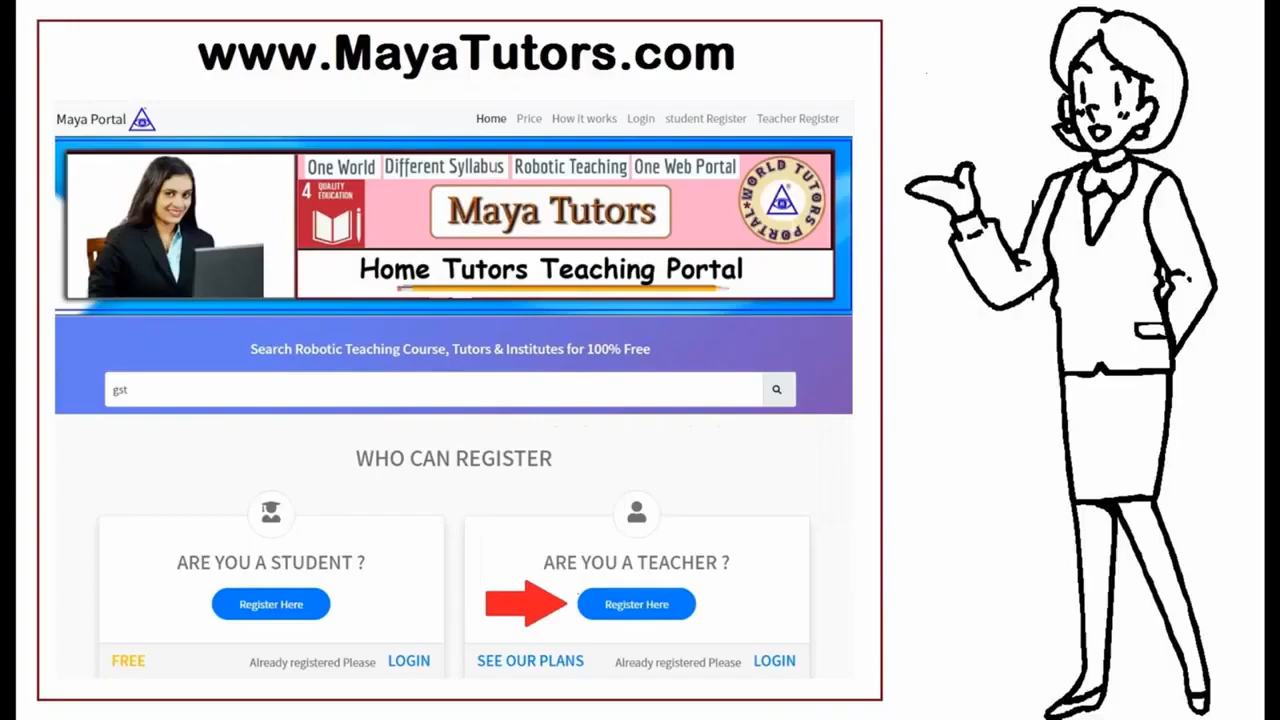 www.MayaTutors.com
Maya Portal
Home Price How it works Login student Register Teacher Register
One World Different Syllabus Robotic Teaching One Web Portal
4 QUALITY EDUCATION
Maya Tutors
WORLD TUTORS PORTAL
Home Tutors Teaching Portal
Search Robotic Teaching Course, Tutors & Institutes for 100% Free
gst
WHO CAN REGISTER
ARE YOU A STUDENT ?
Register Here
FREE Already registered Please LOGIN
ARE YOU A TEACHER ?
Register Here
SEE OUR PLANS Already registered Please LOGIN